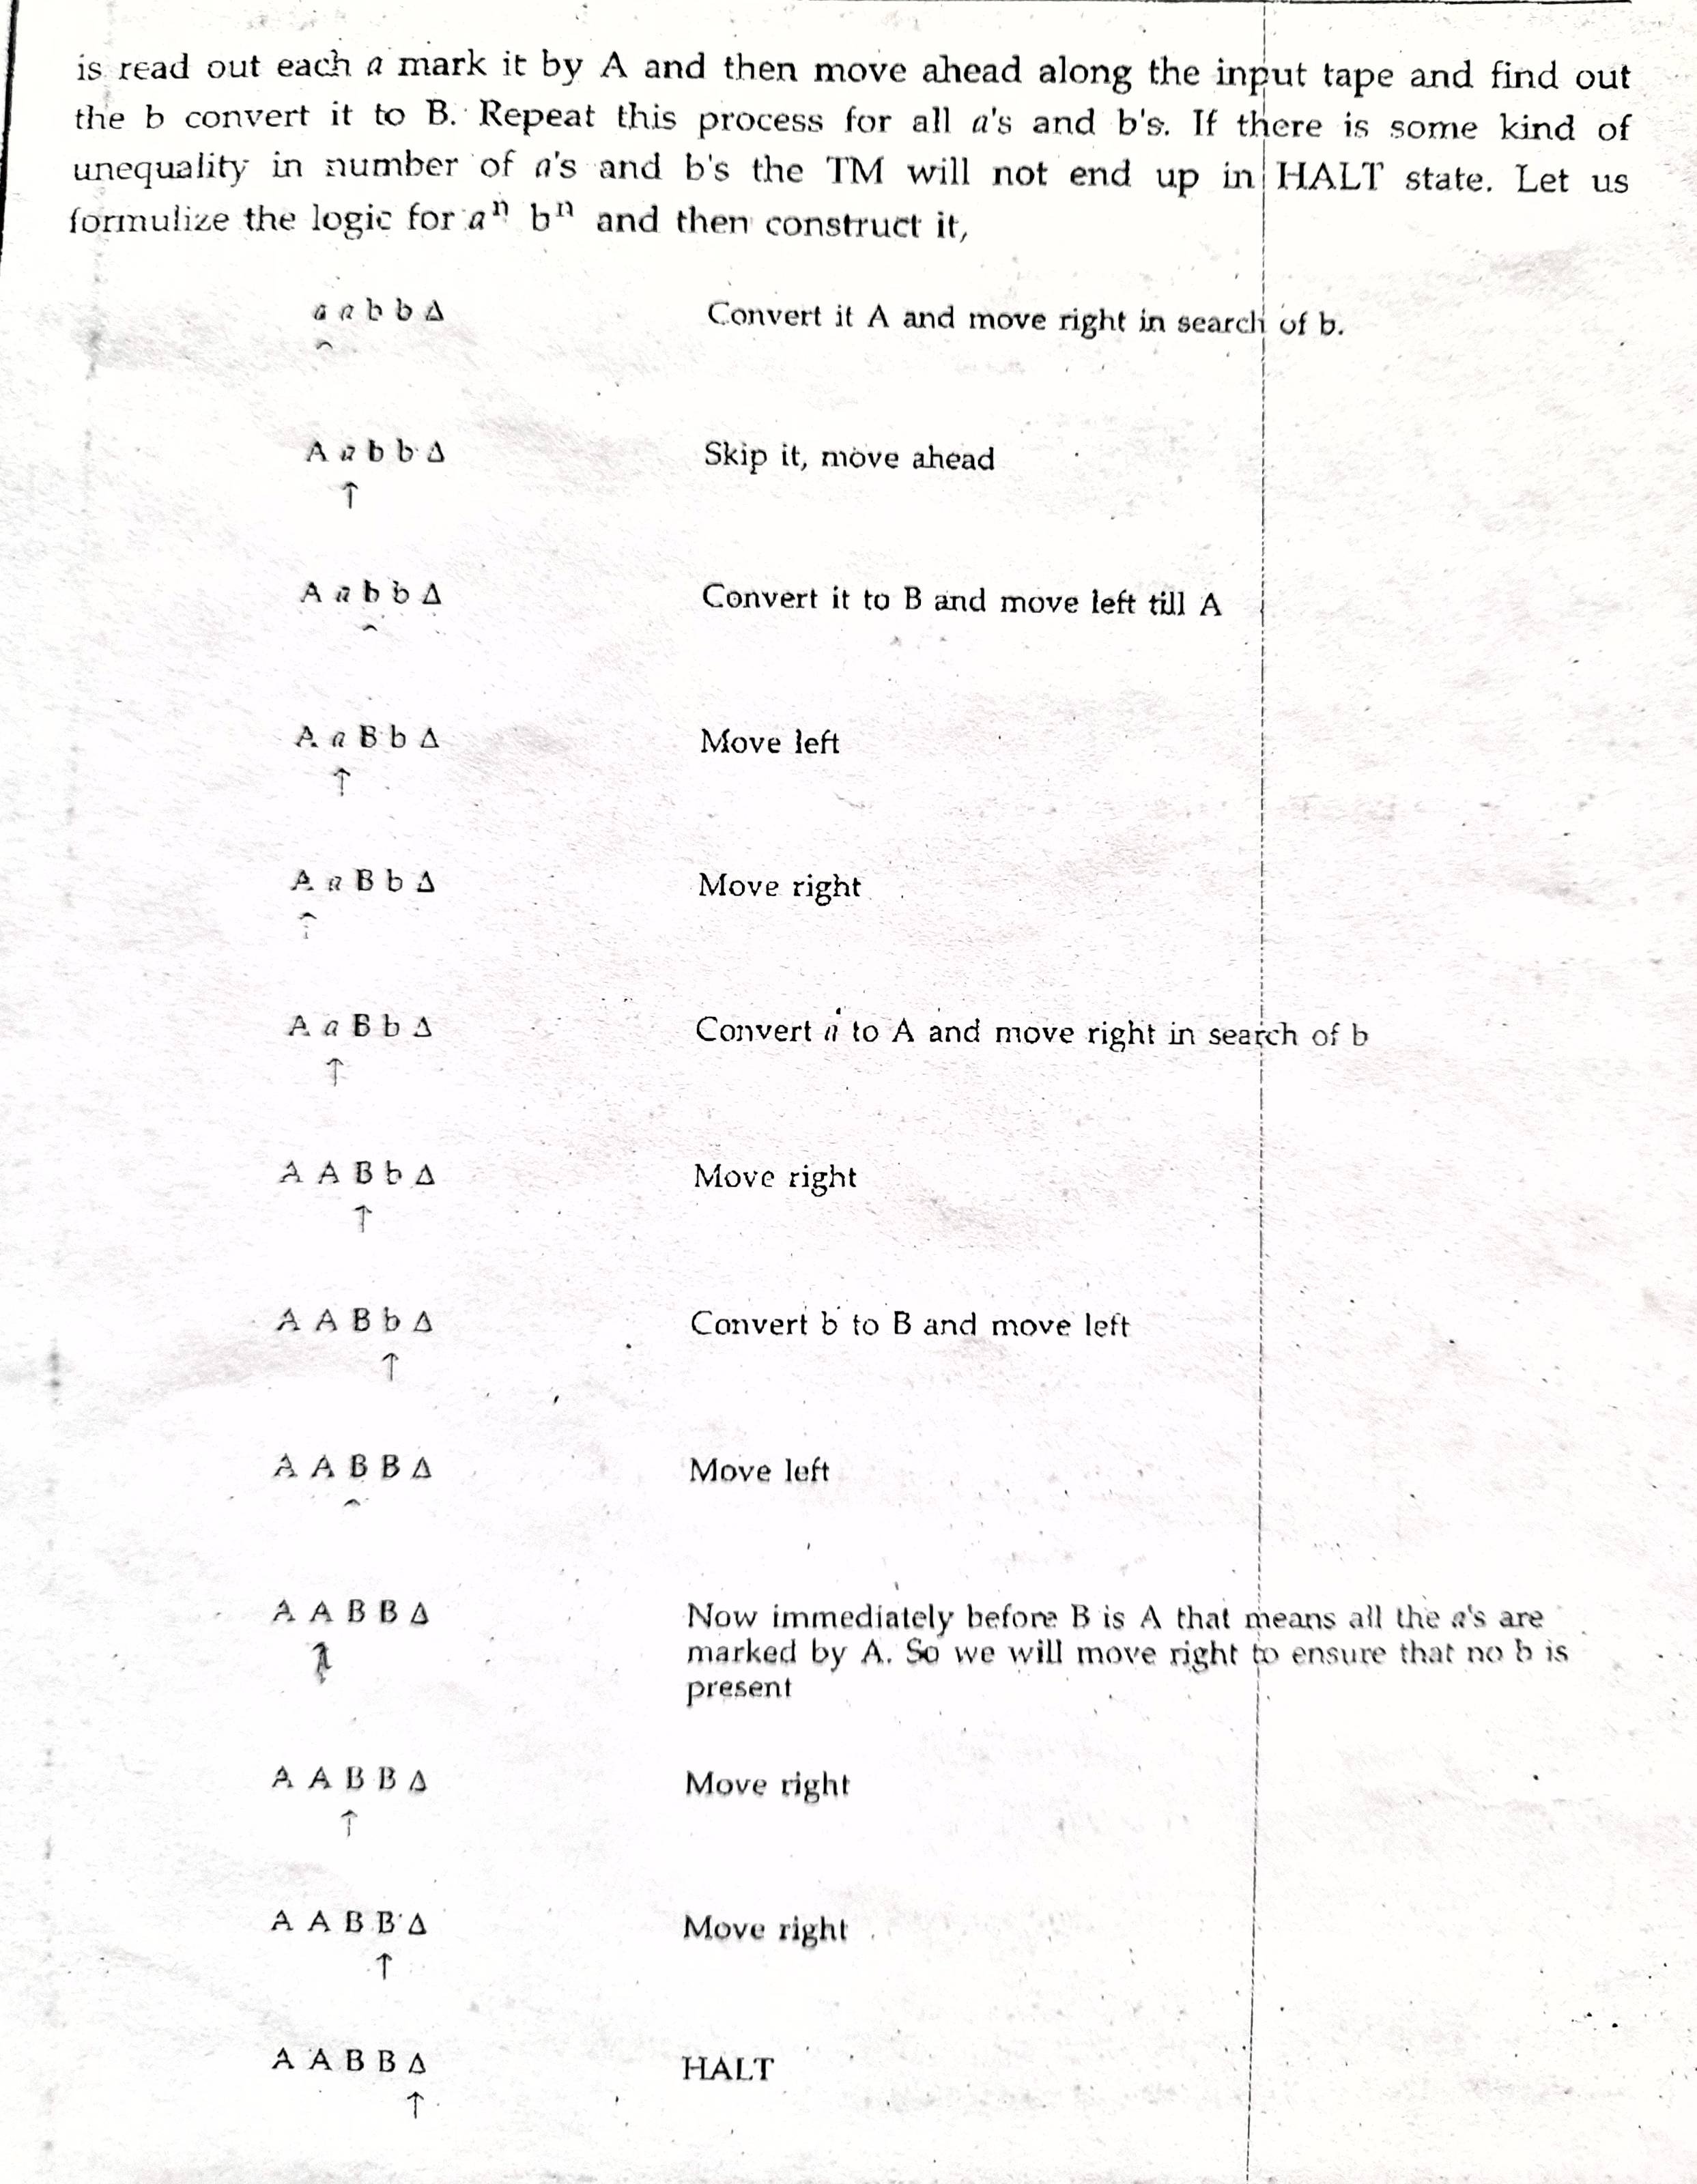 is read out each a mark it by A and then move ahead along the input tape and find out
the b convert it to B. Repeat this process for all a's and b's. If there is some kind of
unequality in number of a's and b's the TM will not end up in HALT state. Let us
formulize the logic for aⁿ bⁿ and then construct it,
a a b b Δ Convert it A and move right in search of b.
↑
A a b b Δ Skip it, move ahead
↑
A a b b Δ Convert it to B and move left till A
↑
A a B b Δ Move left
↑
A a B b Δ Move right
↑
A a B b Δ Convert a to A and move right in search of b
↑
A A B b Δ Move right
↑
A A B b Δ Convert b to B and move left
↑
A A B B Δ Move left
↑
A A B B Δ Now immediately before B is A that means all the a's are
↑ marked by A. So we will move right to ensure that no b is
present
A A B B Δ Move right
↑
A A B B Δ Move right
↑
A A B B Δ HALT
↑